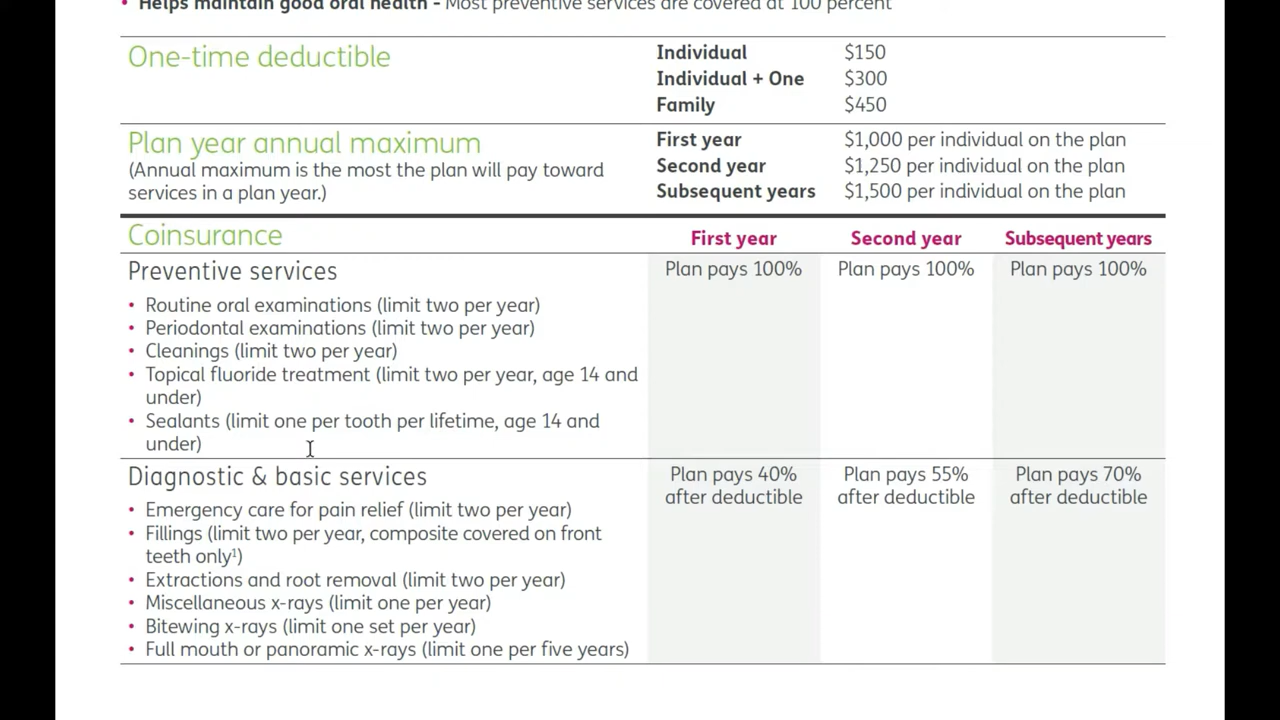 • Helps maintain good oral health - Most preventive services are covered at 100 percent
One-time deductible
Individual $150
Individual + One $300
Family $450
Plan year annual maximum
(Annual maximum is the most the plan will pay toward
services in a plan year.)
First year $1,000 per individual on the plan
Second year $1,250 per individual on the plan
Subsequent years $1,500 per individual on the plan
Coinsurance First year Second year Subsequent years
Preventive services Plan pays 100% Plan pays 100% Plan pays 100%
• Routine oral examinations (limit two per year)
• Periodontal examinations (limit two per year)
• Cleanings (limit two per year)
• Topical fluoride treatment (limit two per year, age 14 and
under)
• Sealants (limit one per tooth per lifetime, age 14 and
under)
Diagnostic & basic services Plan pays 40% Plan pays 55% Plan pays 70%
after deductible after deductible after deductible
• Emergency care for pain relief (limit two per year)
• Fillings (limit two per year, composite covered on front
teeth only¹)
• Extractions and root removal (limit two per year)
• Miscellaneous x-rays (limit one per year)
• Bitewing x-rays (limit one set per year)
• Full mouth or panoramic x-rays (limit one per five years)